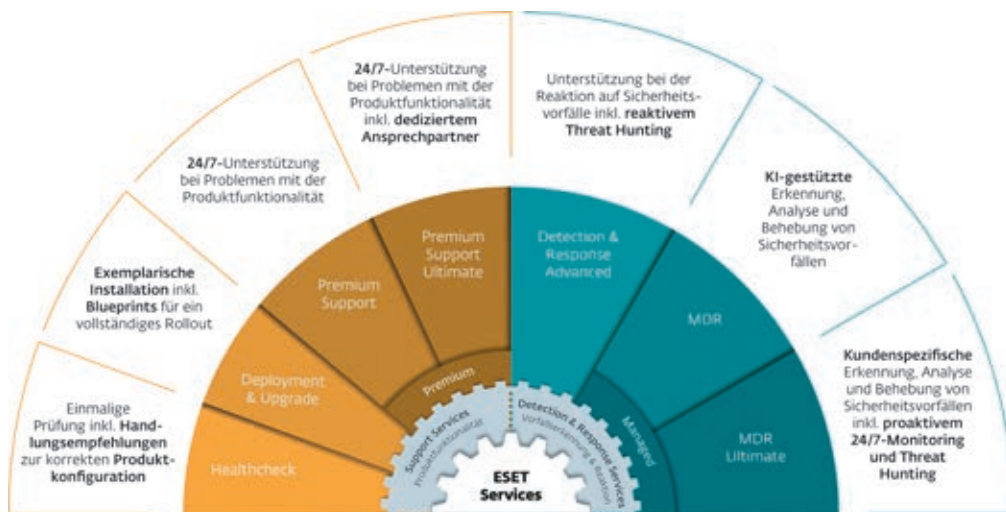 24/7-Unterstützung
bei Problemen mit der
Produktfunktionalität
inkl. dediziertem
Ansprechpartner
Unterstützung bei der
Reaktion auf Sicherheits-
vorfälle inkl. reaktivem
Threat Hunting
24/7-Unterstützung
bei Problemen mit der
Produktfunktionalität
KI-gestützte
Erkennung,
Analyse und
Behebung von
Sicherheitsvor-
fällen
Exemplarische
Installation inkl.
Blueprints für ein
vollständiges Rollout
Kundenspezifische
Erkennung, Analyse
und Behebung von
Sicherheitsvorfällen
inkl. proaktivem
24/7-Monitoring
und Threat
Hunting
Einmalige
Prüfung inkl. Hand-
lungsempfehlungen
zur korrekten Produkt-
konfiguration
Healthcheck
Deployment
& Upgrade
Premium
Support
Premium
Support
Ultimate
Premium
Detection &
Response
Advanced
MDR
MDR
Ultimate
Managed
Support Services
Produktfunktionalität
Detection & Response Services
Vorfallserkennung & Reaktion
ESET
Services